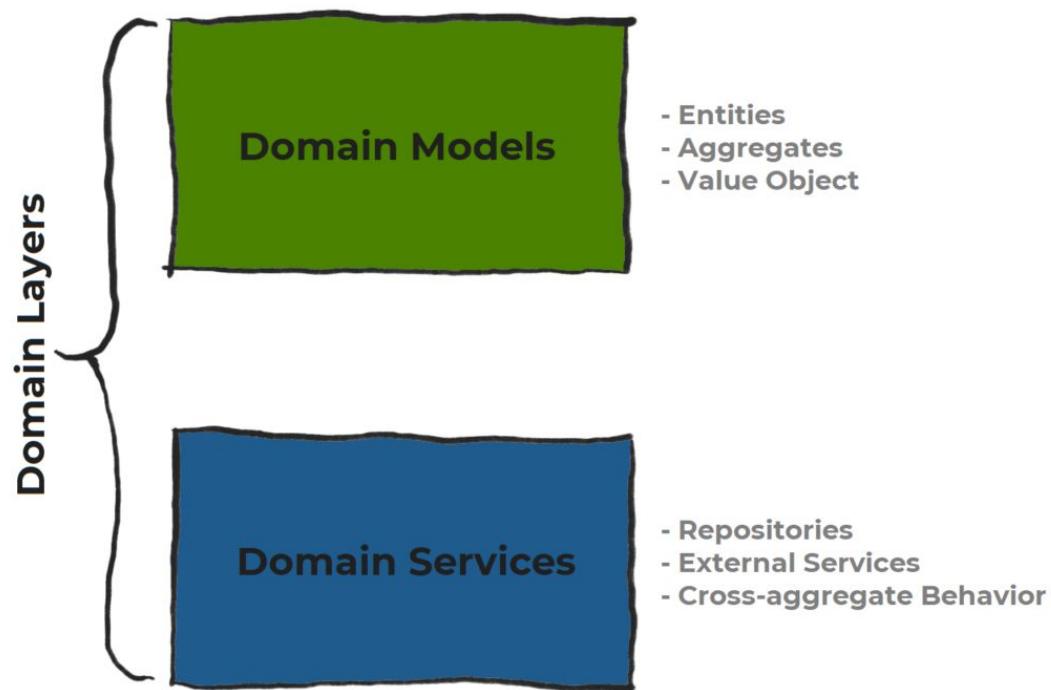 Domain Layers
Domain Models
- Entities
- Aggregates
- Value Object
Domain Services
- Repositories
- External Services
- Cross-aggregate Behavior